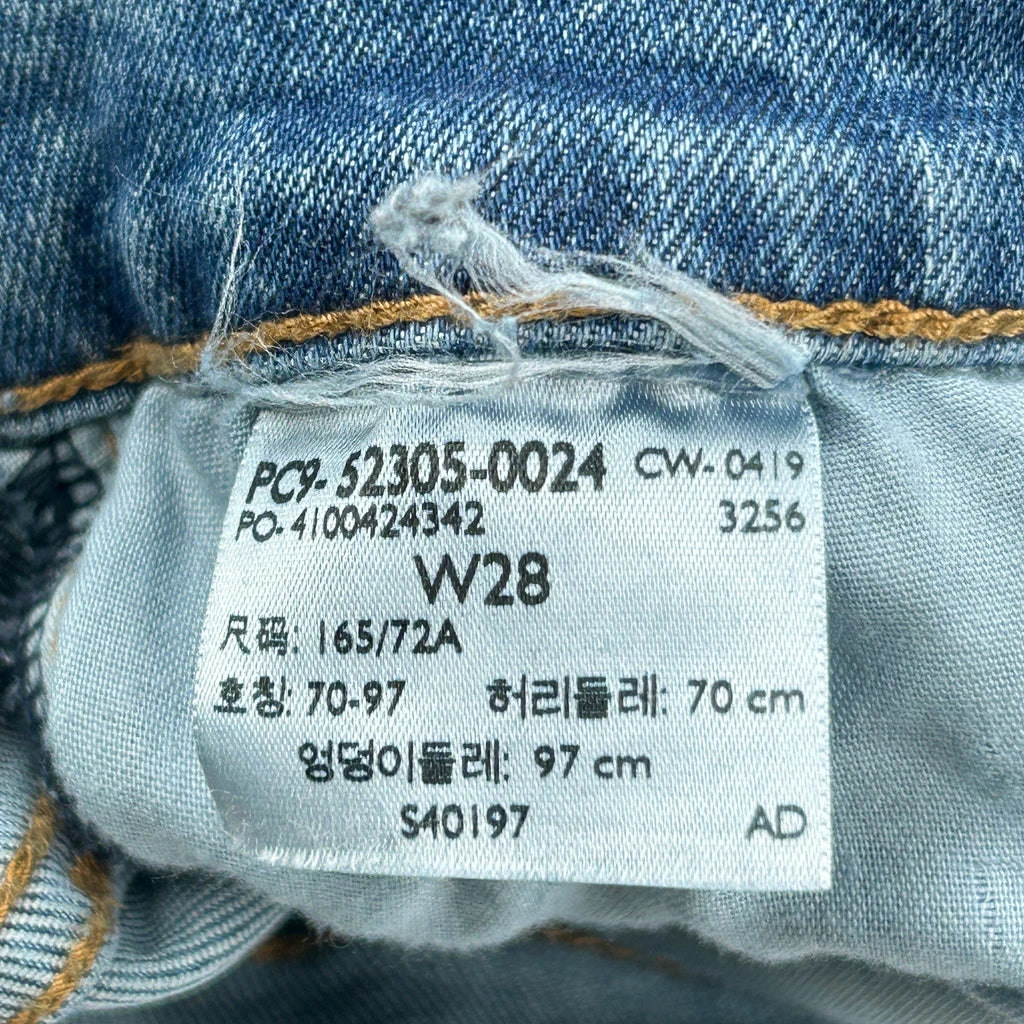 PC9-52305-0024 CW-0419
PO-4100424342 3256
W28
尺码: 165/72A
호칭: 70-97 허리둘레: 70 cm
엉덩이둘레: 97 cm
S40197 AD